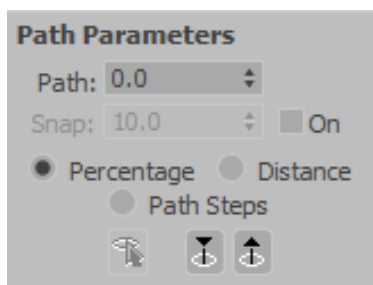 Path Parameters
Path: 0.0
Snap: 10.0 On
Percentage Distance
Path Steps